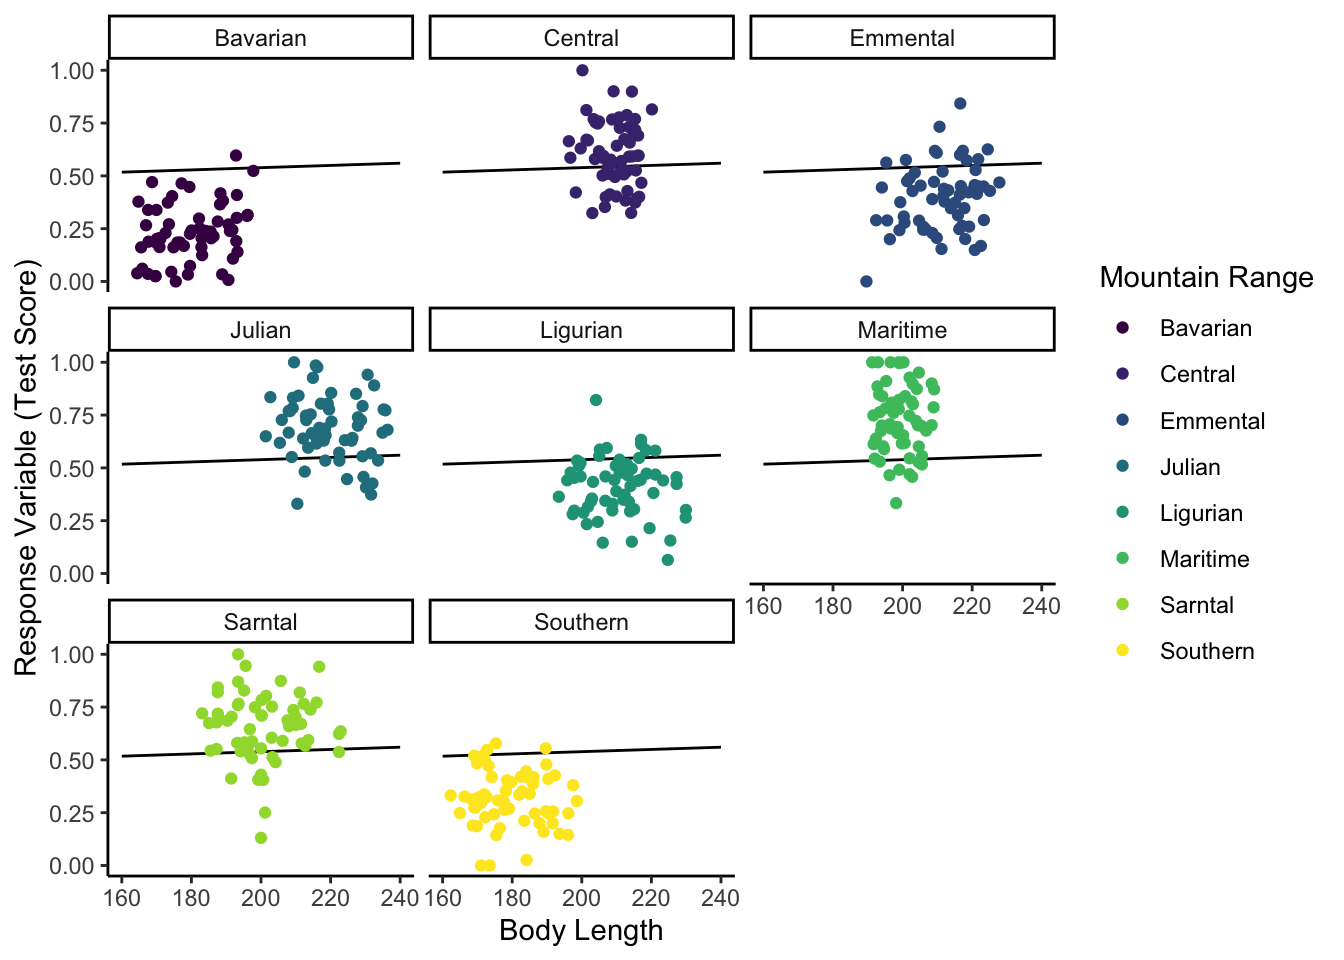 Bavarian Central Emmental
1.00
0.75
0.50
0.25
0.00
Julian Ligurian Maritime
1.00
0.75
0.50
0.25
0.00
160 180 200 220 240
Sarntal Southern
1.00
0.75
0.50
0.25
0.00
160 180 200 220 240 160 180 200 220 240
Body Length
Response Variable (Test Score)
Mountain Range
Bavarian
Central
Emmental
Julian
Ligurian
Maritime
Sarntal
Southern